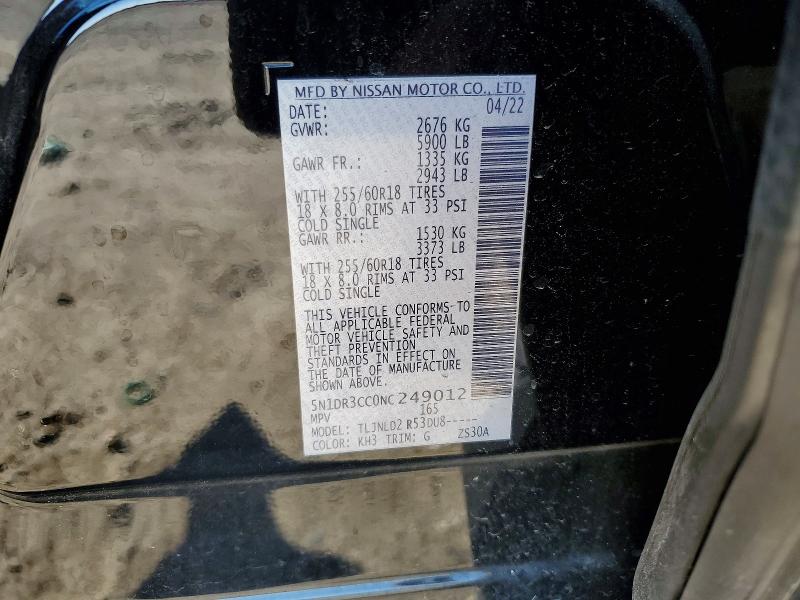 MFD BY NISSAN MOTOR CO., LTD.
DATE: 04/22
GVWR: 2676 KG
5900 LB
GAWR FR.: 1335 KG
2943 LB
WITH 255/60R18 TIRES
18 X 8.0 RIMS AT 33 PSI
COLD SINGLE
GAWR RR.: 1530 KG
3373 LB
WITH 255/60R18 TIRES
18 X 8.0 RIMS AT 33 PSI
COLD SINGLE
THIS VEHICLE CONFORMS TO
ALL APPLICABLE FEDERAL
MOTOR VEHICLE SAFETY AND
THEFT PREVENTION
STANDARDS IN EFFECT ON
THE DATE OF MANUFACTURE
SHOWN ABOVE.
5N1DR3CC0NC249012
MPV 165
MODEL: TLJNLD2 R53DU8-----
COLOR: KH3 TRIM: G ZS30A